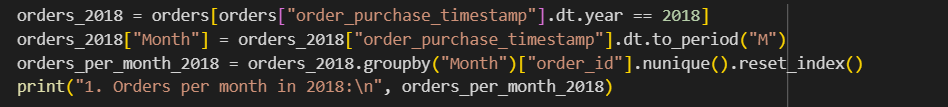 orders_2018 = orders[orders["order_purchase_timestamp"].dt.year == 2018]
orders_2018["Month"] = orders_2018["order_purchase_timestamp"].dt.to_period("M")
orders_per_month_2018 = orders_2018.groupby("Month")["order_id"].nunique().reset_index()
print("1. Orders per month in 2018:\n", orders_per_month_2018)